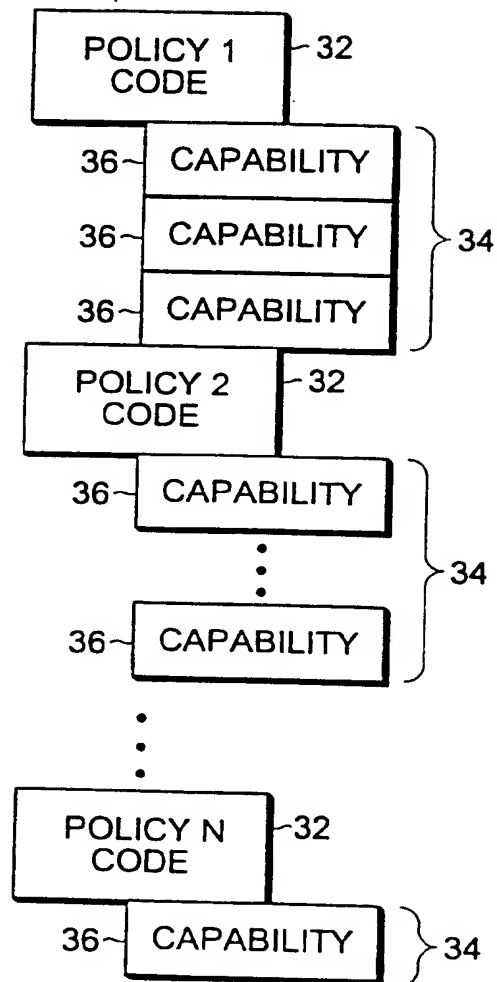 POLICY 1
CODE
32
36 CAPABILITY
36 CAPABILITY
34
36 CAPABILITY
POLICY 2
CODE
32
36 CAPABILITY
34
36 CAPABILITY
POLICY N
CODE
32
36 CAPABILITY
34